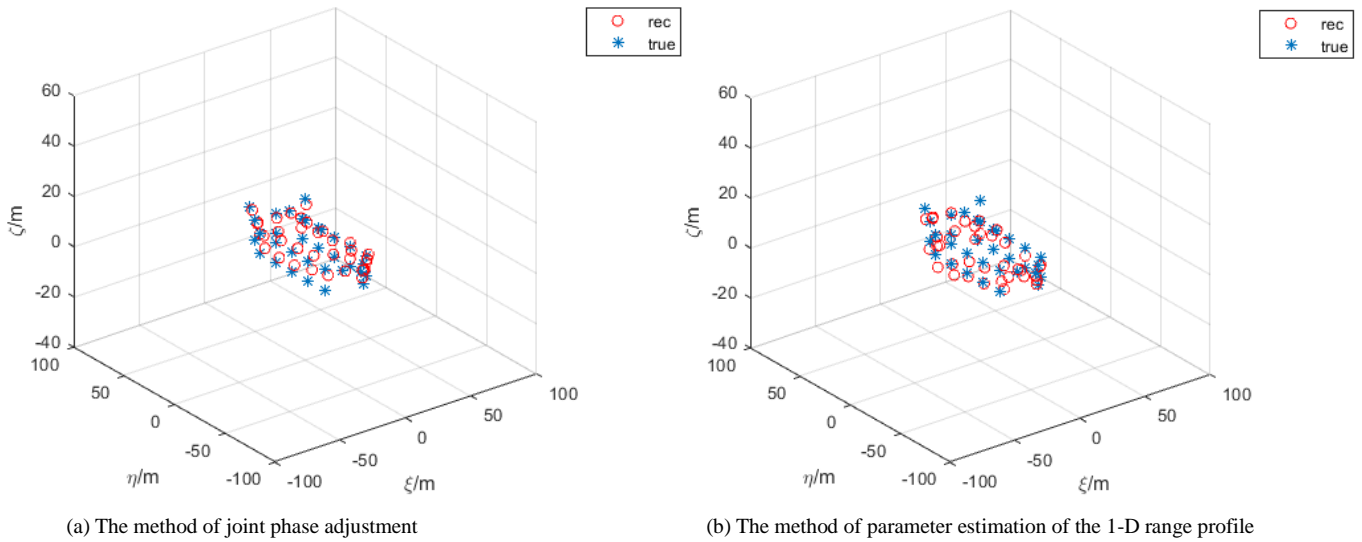 rec
true
60
40
20
0
-20
-40
ζ/m
100
50
0
-50
-100
η/m
-100
-50
0
50
100
ξ/m
(a) The method of joint phase adjustment
rec
true
60
40
20
0
-20
-40
ζ/m
100
50
0
-50
-100
η/m
-100
-50
0
50
100
ξ/m
(b) The method of parameter estimation of the 1-D range profile